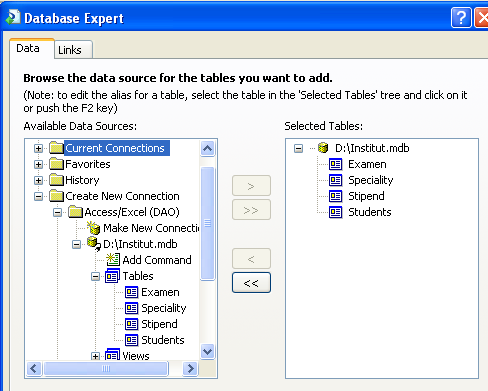 Database Expert
Data
Links
Browse the data source for the tables you want to add.
(Note: to edit the alias for a table, select the table in the 'Selected Tables' tree and click on it
or push the F2 key)
Available Data Sources:
Current Connections
Favorites
History
Create New Connection
Access/Excel (DAO)
Make New Connectio
D:\Institut.mdb
Add Command
Tables
Examen
Speciality
Stipend
Students
Views
>
>>
<
<<
Selected Tables:
D:\Institut.mdb
Examen
Speciality
Stipend
Students